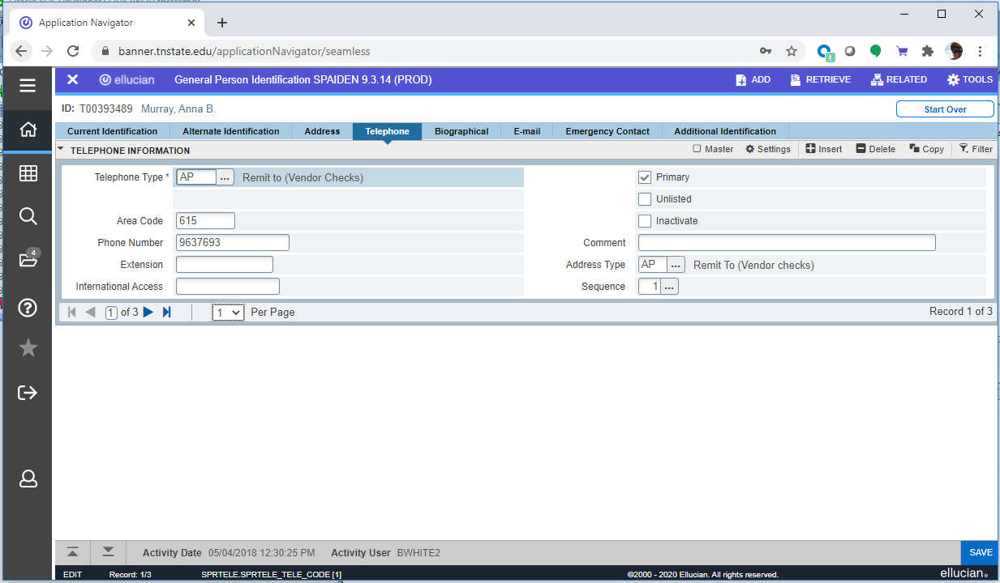 Application Navigator
banner.tnstate.edu/applicationNavigator/seamless
ellucian General Person Identification SPAIDEN 9.3.14 (PROD) ADD RETRIEVE RELATED TOOLS
ID: T00393489 Murray, Anna B. Start Over
Current Identification Alternate Identification Address Telephone Biographical E-mail Emergency Contact Additional Identification
TELEPHONE INFORMATION Master Settings Insert Delete Copy Filter
Telephone Type * AP ... Remit to (Vendor Checks) Primary
Unlisted
Area Code 615 Inactivate
Phone Number 9637693 Comment
Extension Address Type AP ... Remit To (Vendor checks)
International Access Sequence 1 ...
1 of 3 1 Per Page Record 1 of 3
4
Activity Date 05/04/2018 12:30:25 PM Activity User BWHITE2 SAVE
EDIT Record: 1/3 SPRTELE.SPRTELE_TELE_CODE [1] ©2000 - 2020 Ellucian. All rights reserved. ellucian